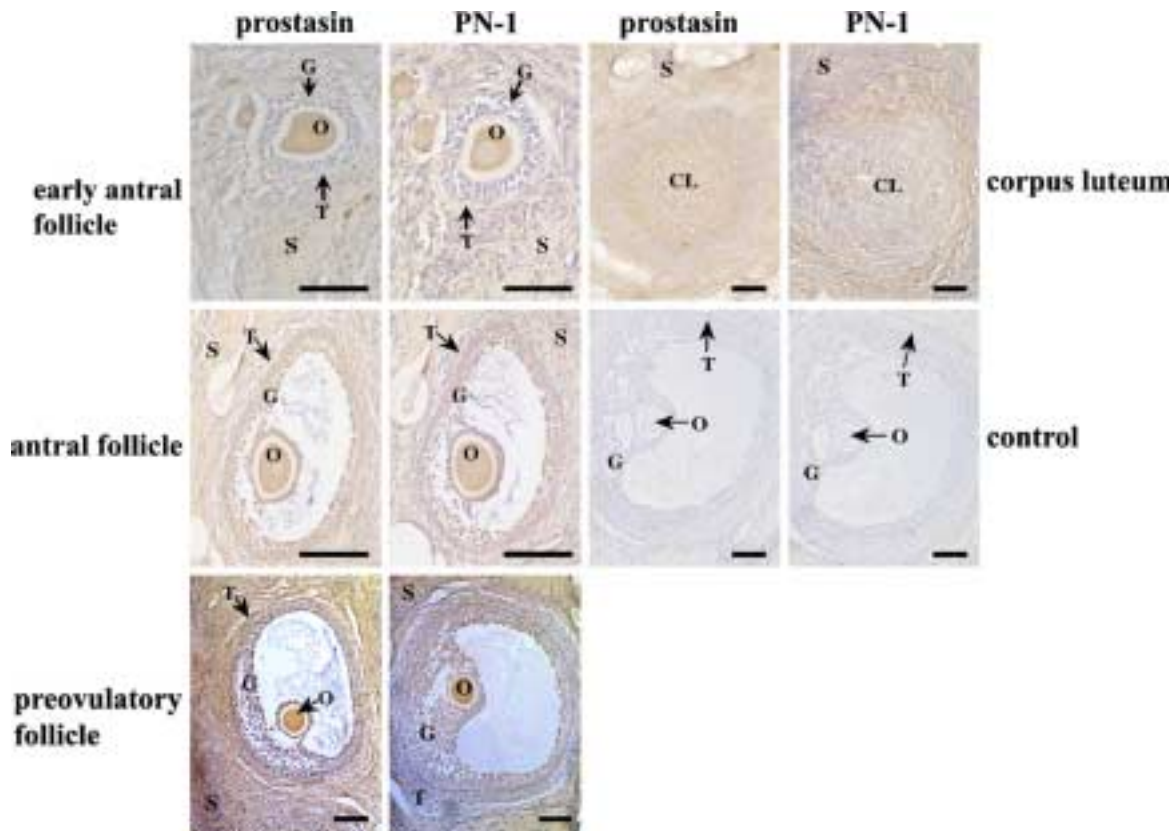 prostasin PN-1 prostasin PN-1
G G S S
O O
early antral follicle
CL CL
corpus luteum
T T
S S
T T S
S T T
G G
antral follicle
O O
O O
control
G G
T
S
G O O
preovulatory follicle
G
S T